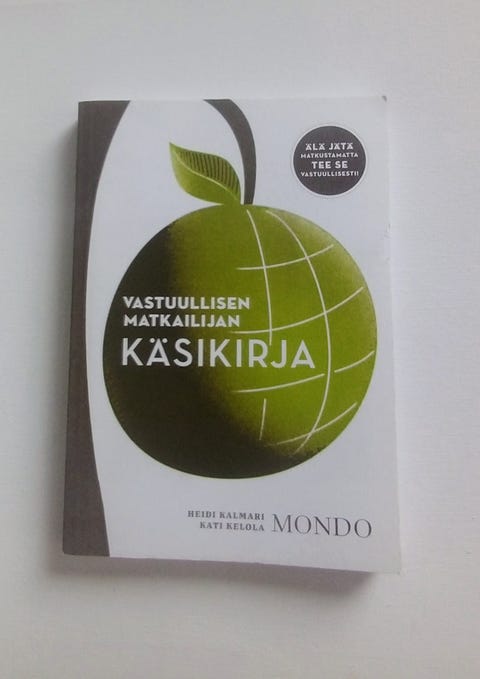 ÄLÄ JÄTÄ
MATKUSTAMATTA
TEE SE
VASTUULLISESTI!
VASTUULLISEN
MATKAILIJAN
KÄSIKIRJA
HEIDI KALMARI
KATI KELOLA
MONDO